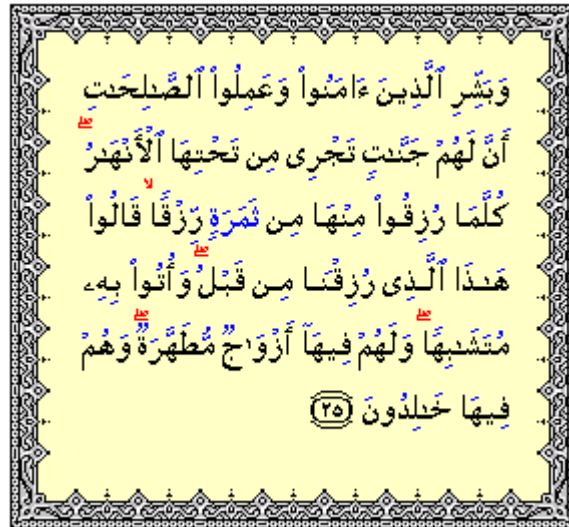 وَبَشِّرِ ٱلَّذِينَ ءَامَنُوا۟ وَعَمِلُوا۟ ٱلصَّـٰلِحَـٰتِ
أَنَّ لَهُمْ جَنَّـٰتٍ تَجْرِى مِن تَحْتِهَا ٱلْأَنْهَـٰرُ ۖ
كُلَّمَا رُزِقُوا۟ مِنْهَا مِن ثَمَرَةٍ رِّزْقًا ۙ قَالُوا۟
هَـٰذَا ٱلَّذِى رُزِقْنَا مِن قَبْلُ ۖ وَأُتُوا۟ بِهِۦ
مُتَشَـٰبِهًا ۖ وَلَهُمْ فِيهَآ أَزْوَٰجٌ مُّطَهَّرَةٌ ۖ وَهُمْ
فِيهَا خَـٰلِدُونَ ٢٥